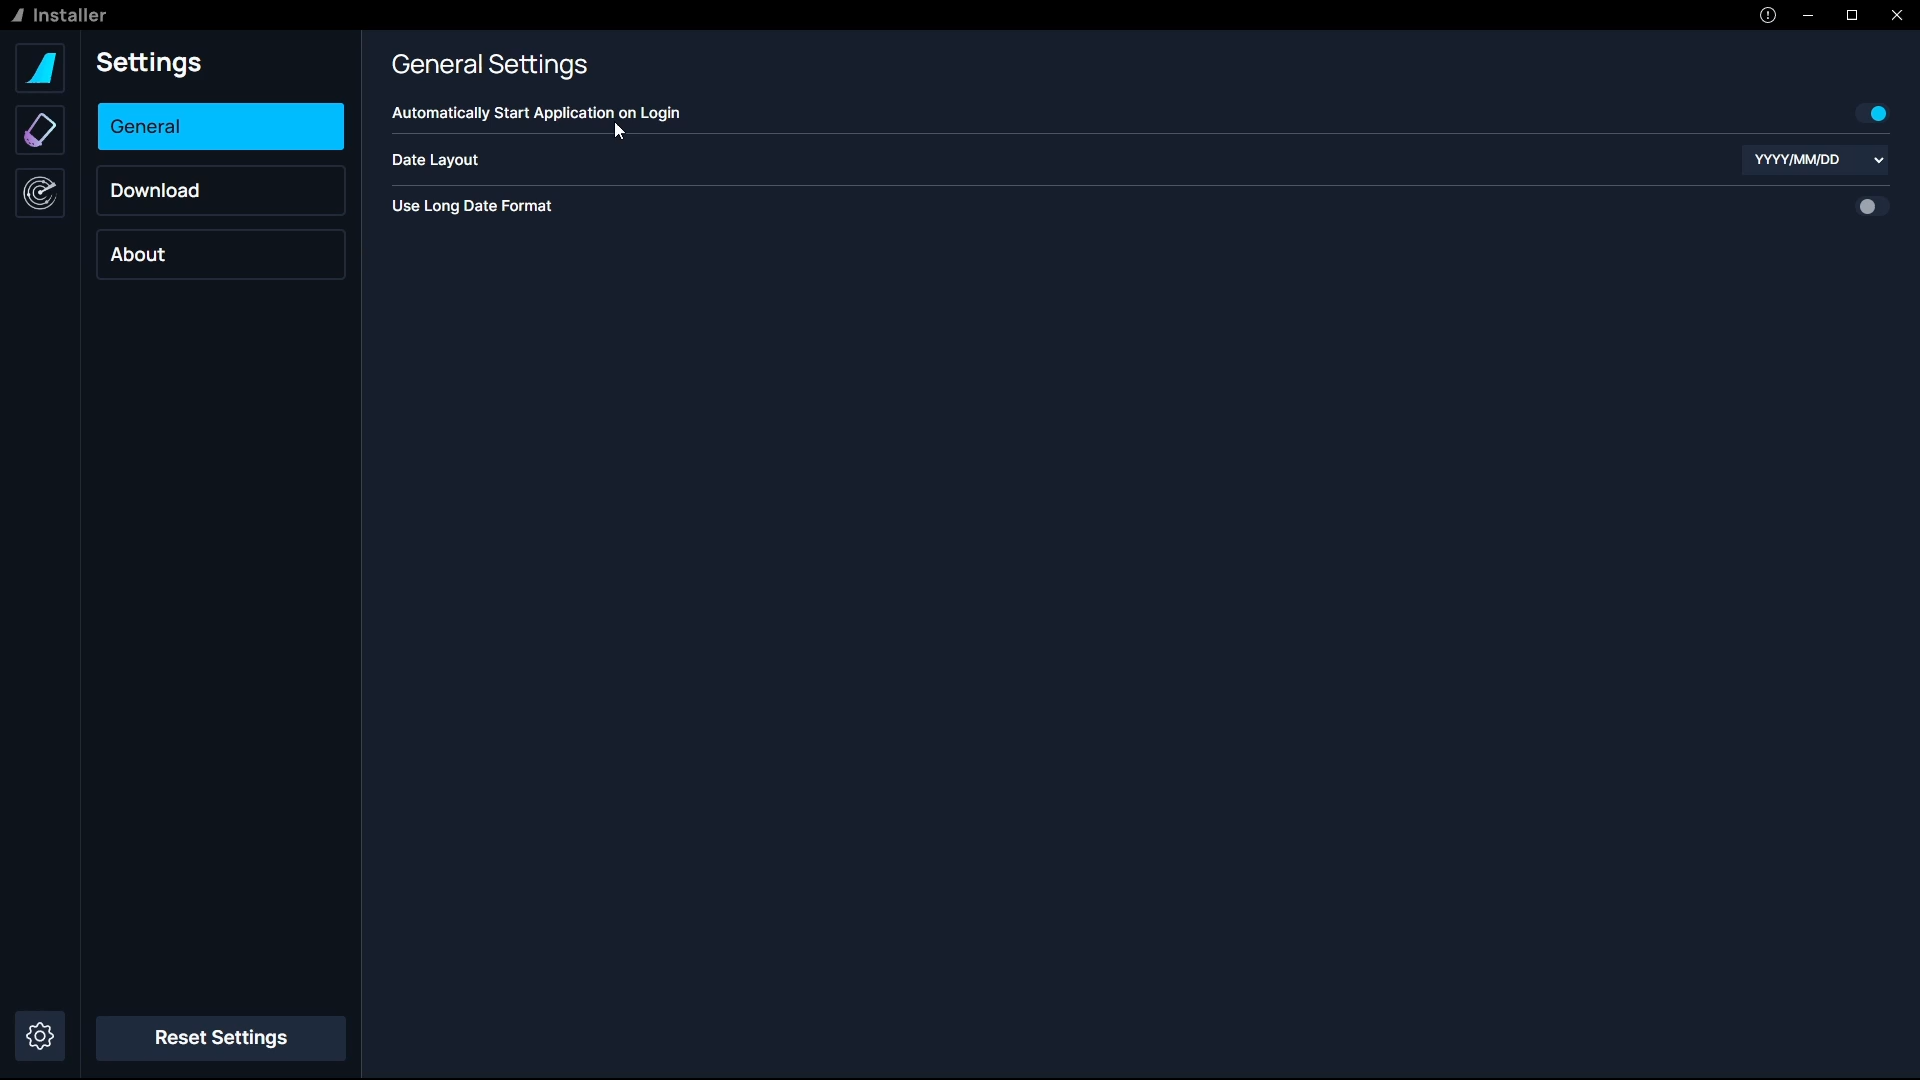 Installer
Settings
General
Download
About
Reset Settings
General Settings
Automatically Start Application on Login
Date Layout
YYYY/MM/DD
Use Long Date Format